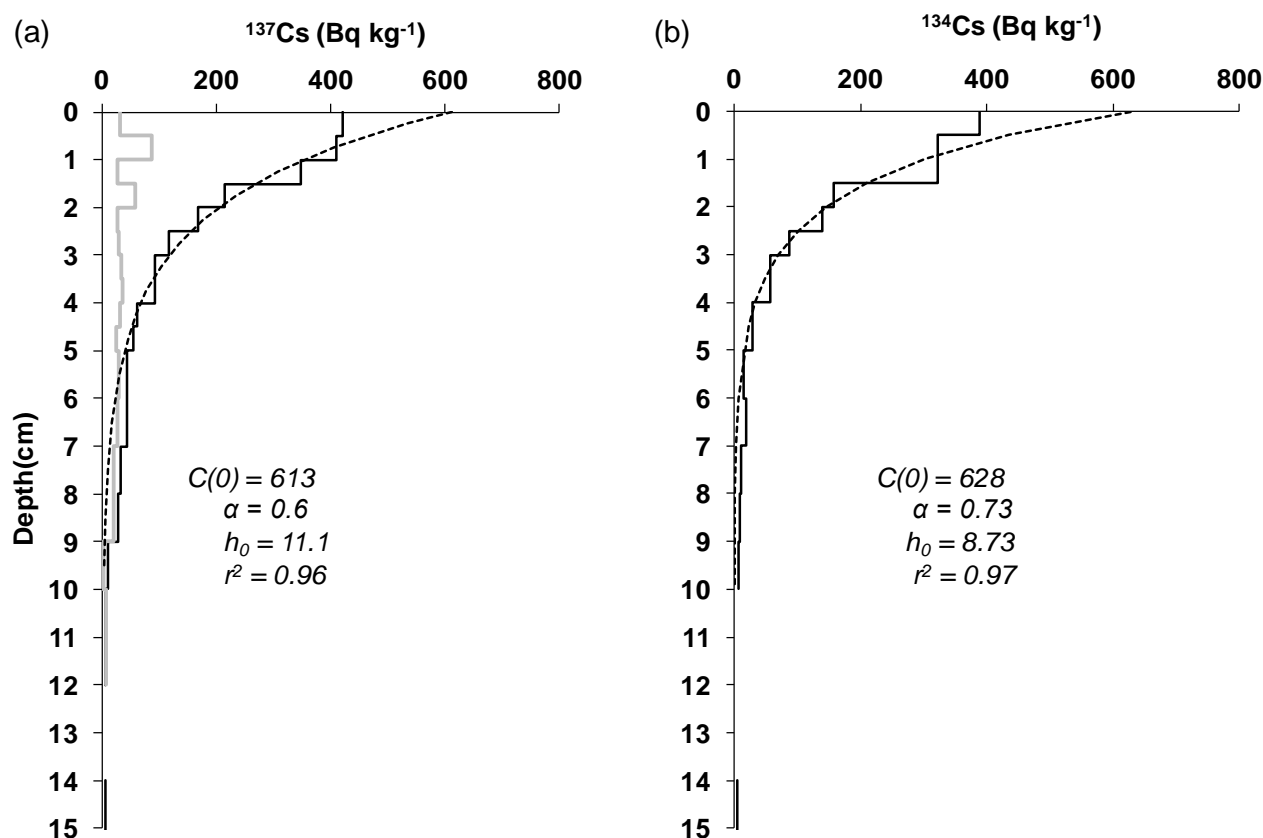 (a)
¹³⁷Cs (Bq kg⁻¹)
0 200 400 600 800
0
1
2
3
4
5
6
7
8
9
10
11
12
13
14
15
Depth(cm)
C(0) = 613
α = 0.6
h₀ = 11.1
r² = 0.96
(b)
¹³⁴Cs (Bq kg⁻¹)
0 200 400 600 800
0
1
2
3
4
5
6
7
8
9
10
11
12
13
14
15
C(0) = 628
α = 0.73
h₀ = 8.73
r² = 0.97